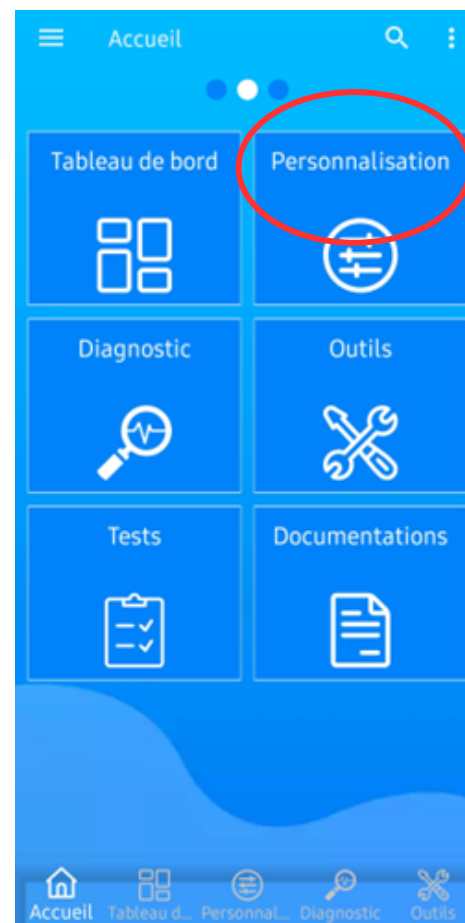 Accueil
Tableau de bord
Personnalisation
Diagnostic
Outils
Tests
Documentations
Accueil
Tableau d...
Personnal...
Diagnostic
Outils